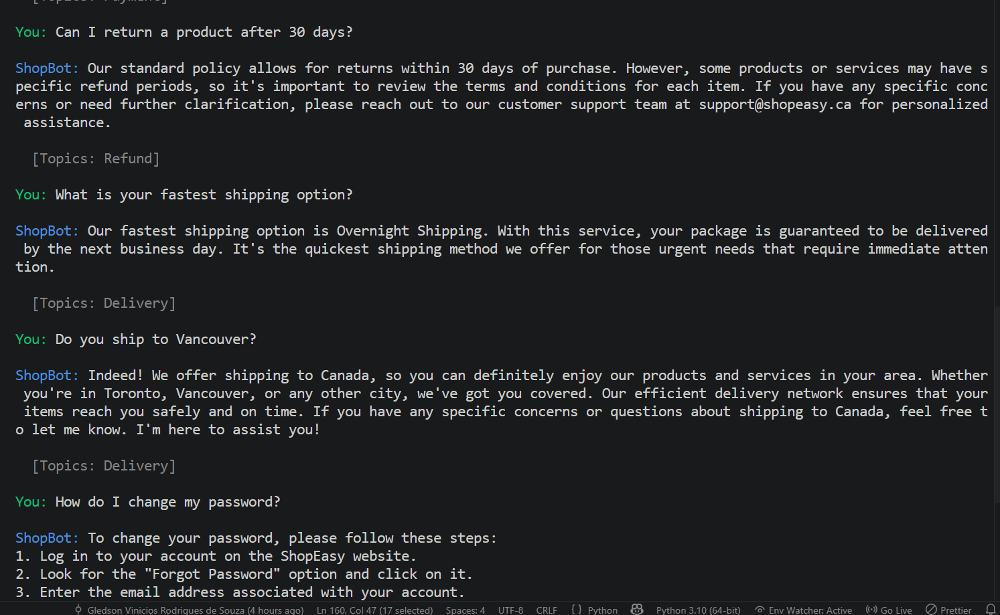 [Topics: Payment]
You: Can I return a product after 30 days?
ShopBot: Our standard policy allows for returns within 30 days of purchase. However, some products or services may have s
pecific refund periods, so it's important to review the terms and conditions for each item. If you have any specific conc
erns or need further clarification, please reach out to our customer support team at support@shopeasy.ca for personalized
assistance.
[Topics: Refund]
You: What is your fastest shipping option?
ShopBot: Our fastest shipping option is Overnight Shipping. With this service, your package is guaranteed to be delivered
by the next business day. It's the quickest shipping method we offer for those urgent needs that require immediate atten
tion.
[Topics: Delivery]
You: Do you ship to Vancouver?
ShopBot: Indeed! We offer shipping to Canada, so you can definitely enjoy our products and services in your area. Whether
you're in Toronto, Vancouver, or any other city, we've got you covered. Our efficient delivery network ensures that your
items reach you safely and on time. If you have any specific concerns or questions about shipping to Canada, feel free t
o let me know. I'm here to assist you!
[Topics: Delivery]
You: How do I change my password?
ShopBot: To change your password, please follow these steps:
1. Log in to your account on the ShopEasy website.
2. Look for the "Forgot Password" option and click on it.
3. Enter the email address associated with your account.
Gledson Vinicios Rodrigues de Souza (4 hours ago) Ln 160, Col 47 (17 selected) Spaces: 4 UTF-8 CRLF { } Python Python 3.10 (64-bit) Env Watcher: Active Go Live Prettier